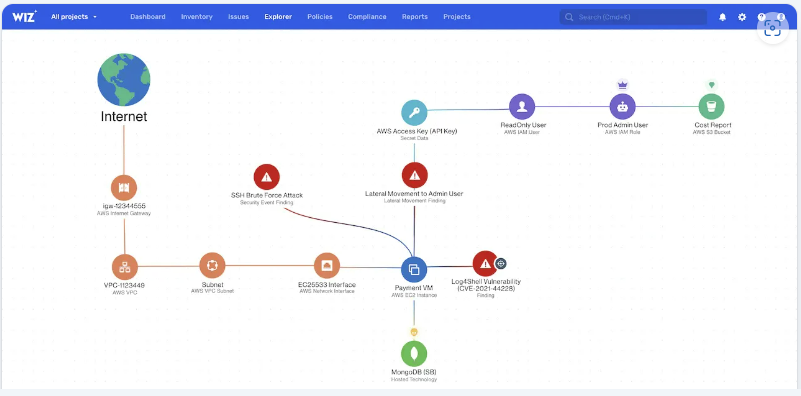 WIZ
All projects
Dashboard
Inventory
Issues
Explorer
Policies
Compliance
Reports
Projects
Search (Cmd+K)
Internet
igw-12344555
AWS Internet Gateway
VPC-1123449
AWS VPC
Subnet
AWS VPC Subnet
EC25533 Interface
AWS Network Interface
SSH Brute Force Attack
Security Event Finding
AWS Access Key (API Key)
Secret Data
Lateral Movement to Admin User
Lateral Movement Finding
Payment VM
AWS EC2 Instance
Log4Shell Vulnerability
(CVE-2021-44228)
Finding
MongoDB (SB)
Hosted Technology
ReadOnly User
AWS IAM User
Prod Admin User
AWS IAM Role
Cost Report
AWS S3 Bucket